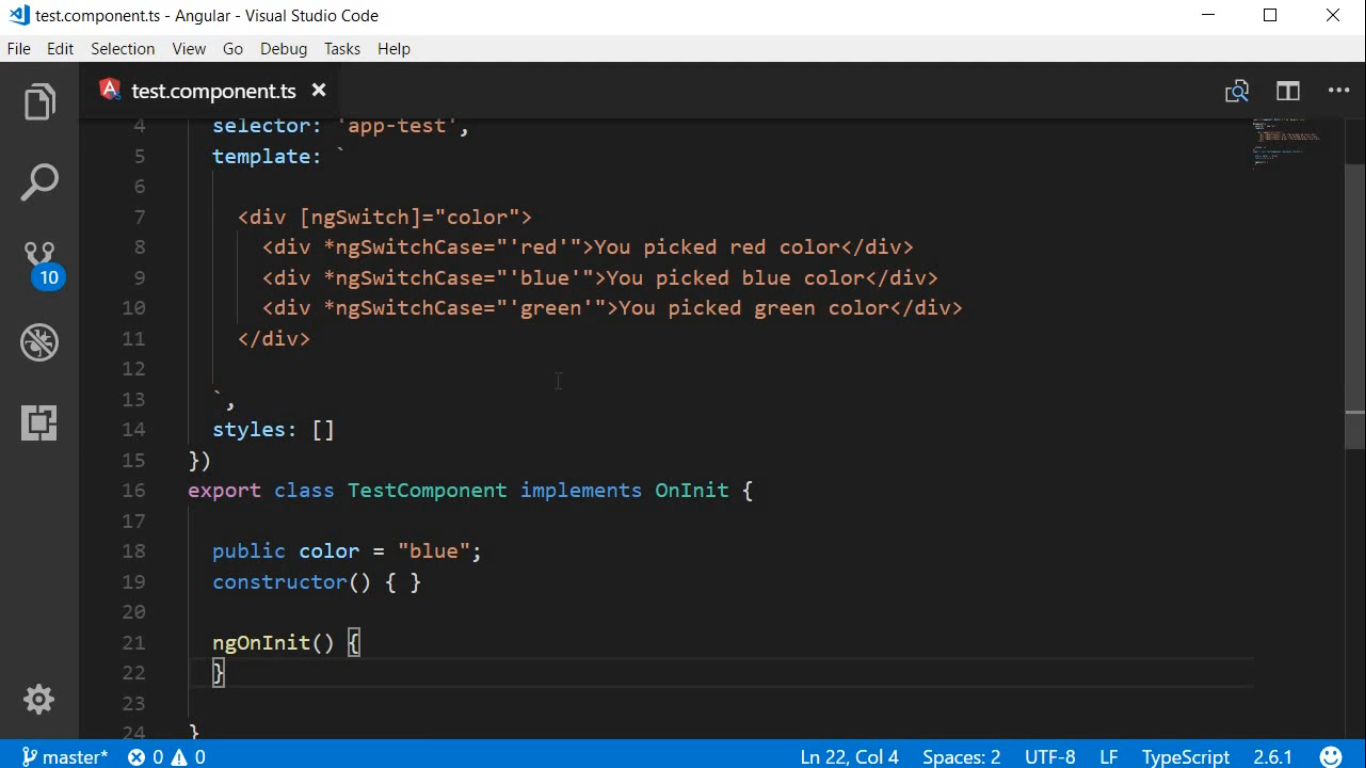 test.component.ts - Angular - Visual Studio Code
File Edit Selection View Go Debug Tasks Help
test.component.ts
4 selector: 'app-test',
5 template: `
6
7 <div [ngSwitch]="color">
8 <div *ngSwitchCase="'red'">You picked red color</div>
9 <div *ngSwitchCase="'blue'">You picked blue color</div>
10 <div *ngSwitchCase="'green'">You picked green color</div>
11 </div>
12
13 `,
14 styles: []
15 })
16 export class TestComponent implements OnInit {
17
18 public color = "blue";
19 constructor() { }
20
21 ngOnInit() {
22 }
23
24 }
10
master* 0 0 Ln 22, Col 4 Spaces: 2 UTF-8 LF TypeScript 2.6.1